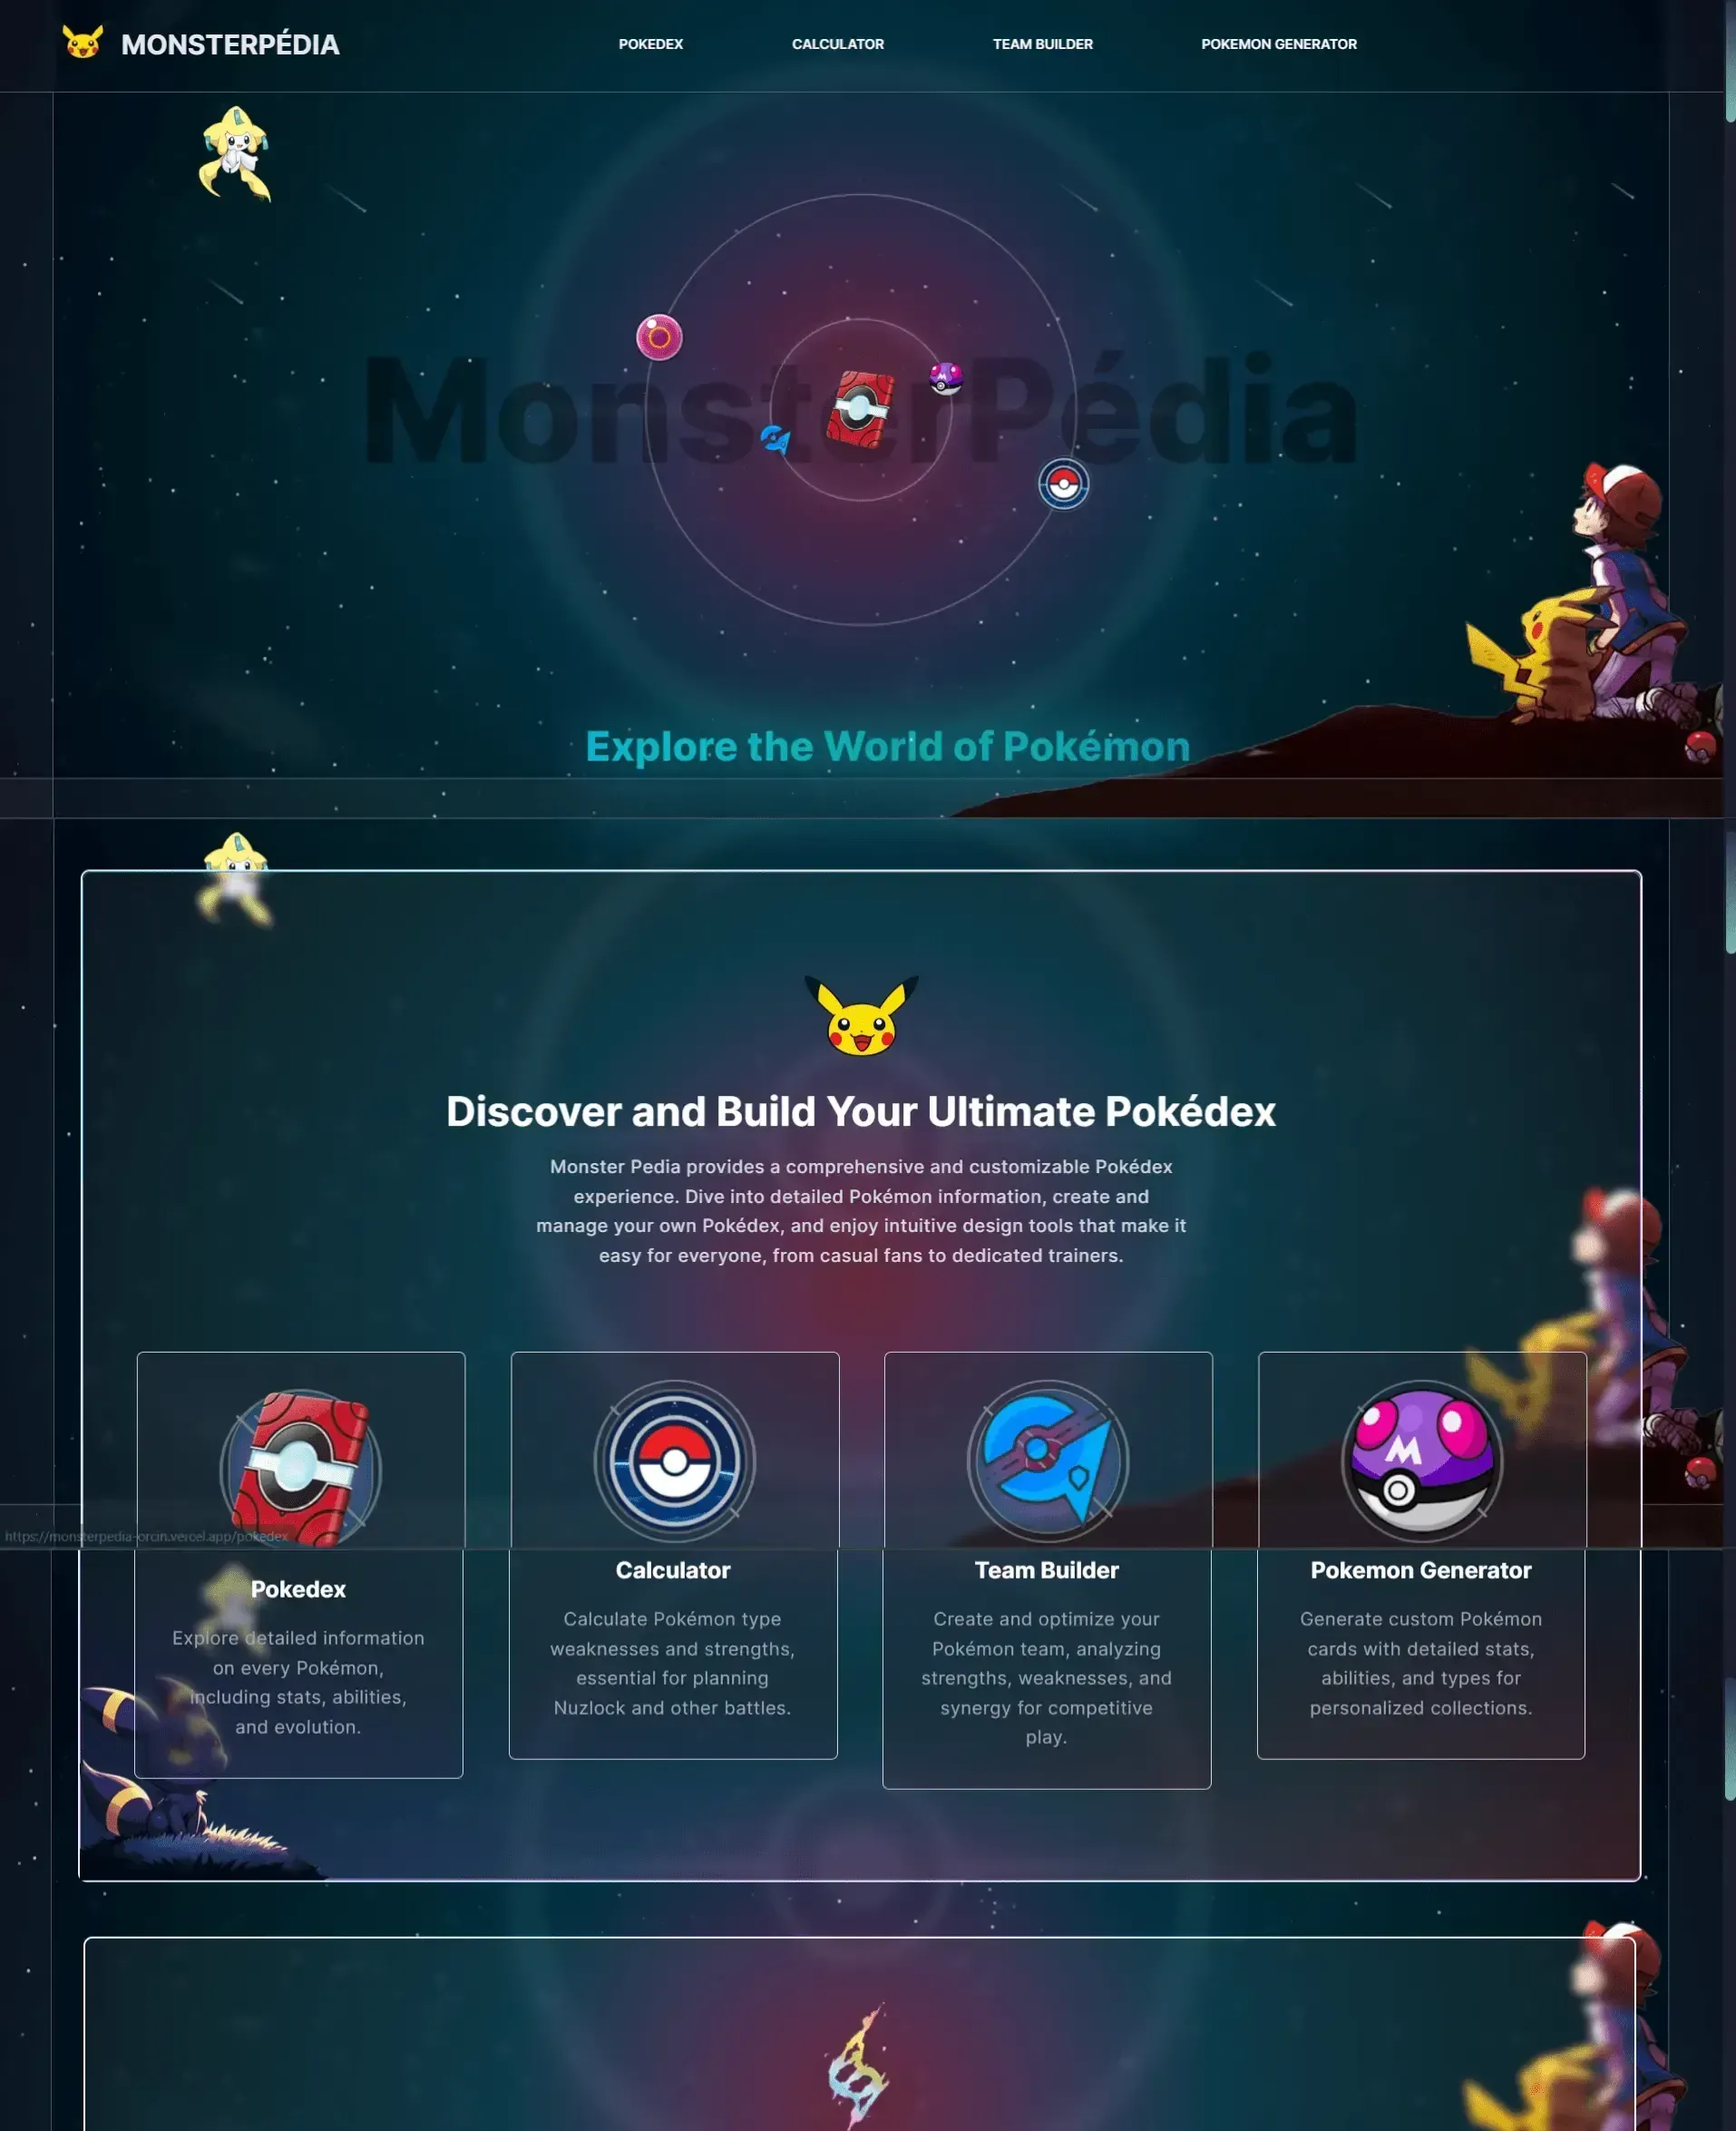 MONSTERPÉDIA
POKEDEX
CALCULATOR
TEAM BUILDER
POKEMON GENERATOR
MonsterPédia
Explore the World of Pokémon
Discover and Build Your Ultimate Pokédex
Monster Pedia provides a comprehensive and customizable Pokédex
experience. Dive into detailed Pokémon information, create and
manage your own Pokédex, and enjoy intuitive design tools that make it
easy for everyone, from casual fans to dedicated trainers.
M
https://monsterpedia-orcin.vercel.app/pokedex
Pokedex
Explore detailed information
on every Pokémon,
including stats, abilities,
and evolution.
Calculator
Calculate Pokémon type
weaknesses and strengths,
essential for planning
Nuzlock and other battles.
Team Builder
Create and optimize your
Pokémon team, analyzing
strengths, weaknesses, and
synergy for competitive
play.
Pokemon Generator
Generate custom Pokémon
cards with detailed stats,
abilities, and types for
personalized collections.